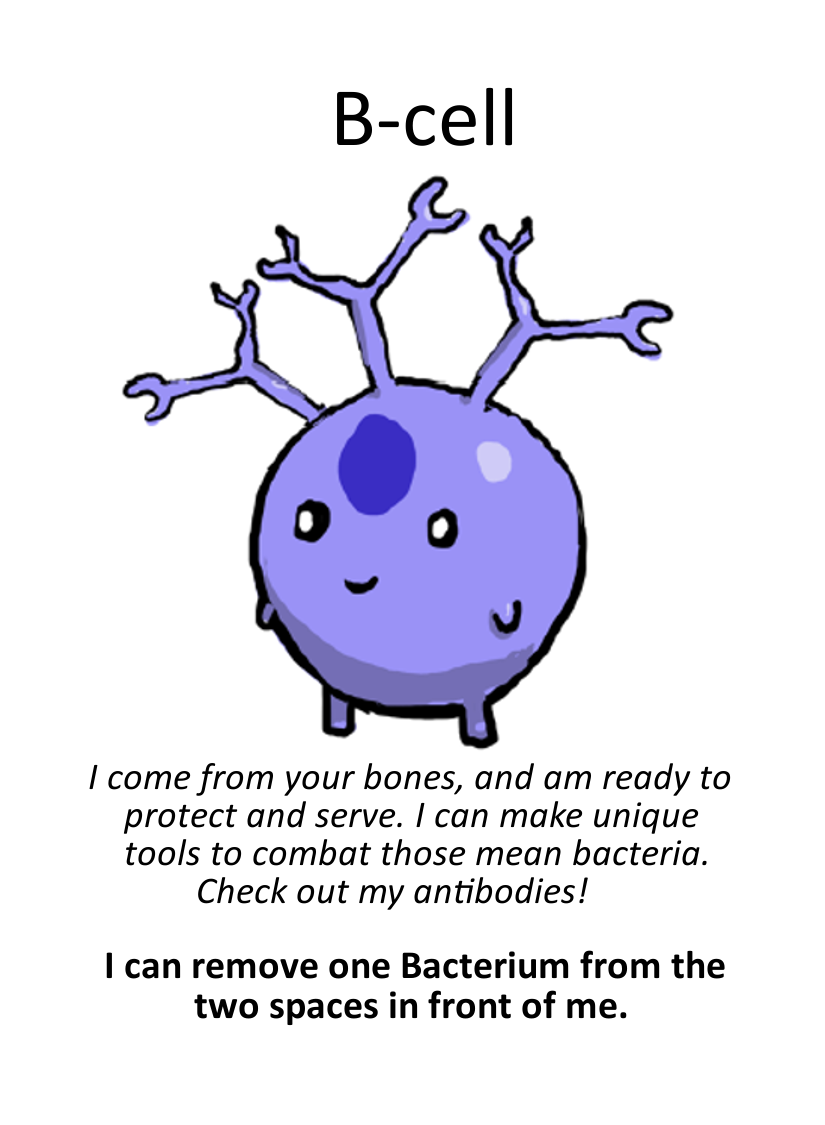 B-cell
I come from your bones, and am ready to
protect and serve. I can make unique
tools to combat those mean bacteria.
Check out my antibodies!
I can remove one Bacterium from the
two spaces in front of me.